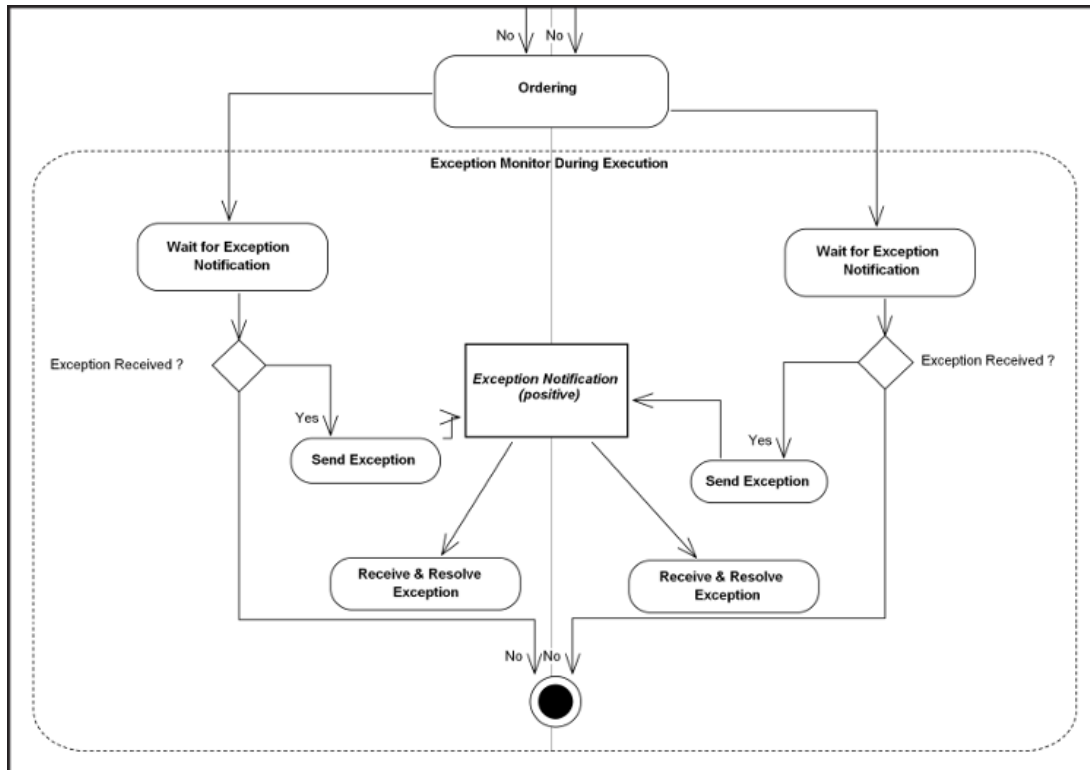 No
No
Ordering
Exception Monitor During Execution
Wait for Exception
Notification
Wait for Exception
Notification
Exception Received ?
Exception Received ?
Exception Notification
(positive)
Yes
Yes
Send Exception
Send Exception
Receive & Resolve
Exception
Receive & Resolve
Exception
No
No